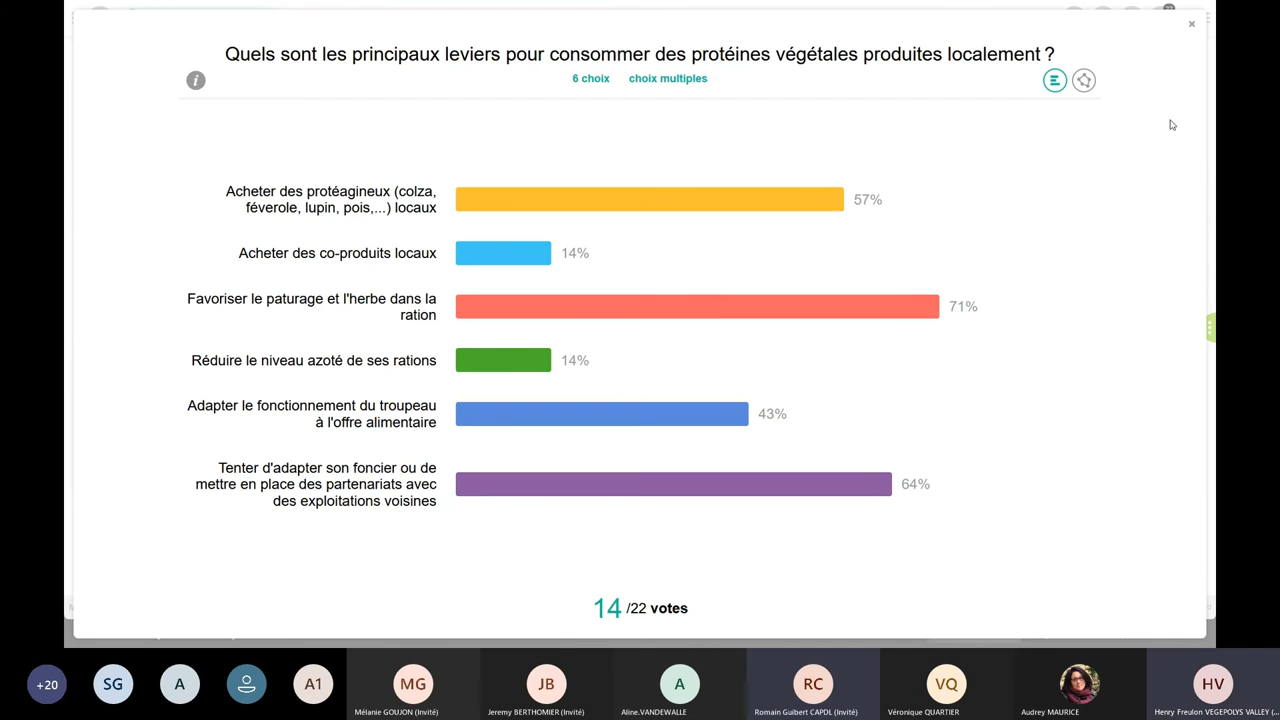 Quels sont les principaux leviers pour consommer des protéines végétales produites localement ?
6 choix choix multiples
Acheter des protéagineux (colza,
féverole, lupin, pois,...) locaux
57%
Acheter des co-produits locaux
14%
Favoriser le paturage et l'herbe dans la
ration
71%
Réduire le niveau azoté de ses rations
14%
Adapter le fonctionnement du troupeau
à l'offre alimentaire
43%
Tenter d'adapter son foncier ou de
mettre en place des partenariats avec
des exploitations voisines
64%
14 /22 votes
+20 SG A A1 MG JB A RC VQ HV
Mélanie GOUJON (Invité) Jeremy BERTHOMIER (Invité) Aline.VANDEWALLE Romain Guibert CAPDL (Invité) Véronique QUARTIER Audrey MAURICE Henry Freulon VEGEPOLYS VALLEY (...